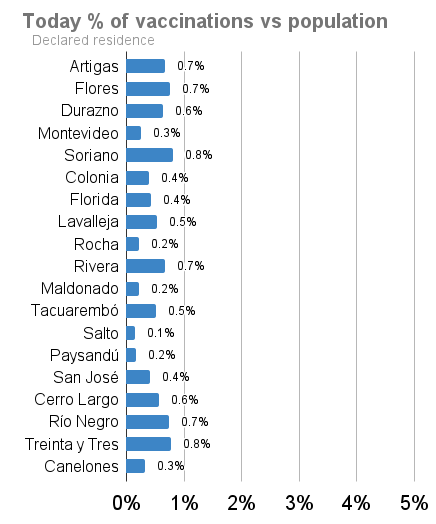 Today % of vaccinations vs population
Declared residence
Artigas 0.7%
Flores 0.7%
Durazno 0.6%
Montevideo 0.3%
Soriano 0.8%
Colonia 0.4%
Florida 0.4%
Lavalleja 0.5%
Rocha 0.2%
Rivera 0.7%
Maldonado 0.2%
Tacuarembó 0.5%
Salto 0.1%
Paysandú 0.2%
San José 0.4%
Cerro Largo 0.6%
Río Negro 0.7%
Treinta y Tres 0.8%
Canelones 0.3%
0% 1% 2% 3% 4% 5%